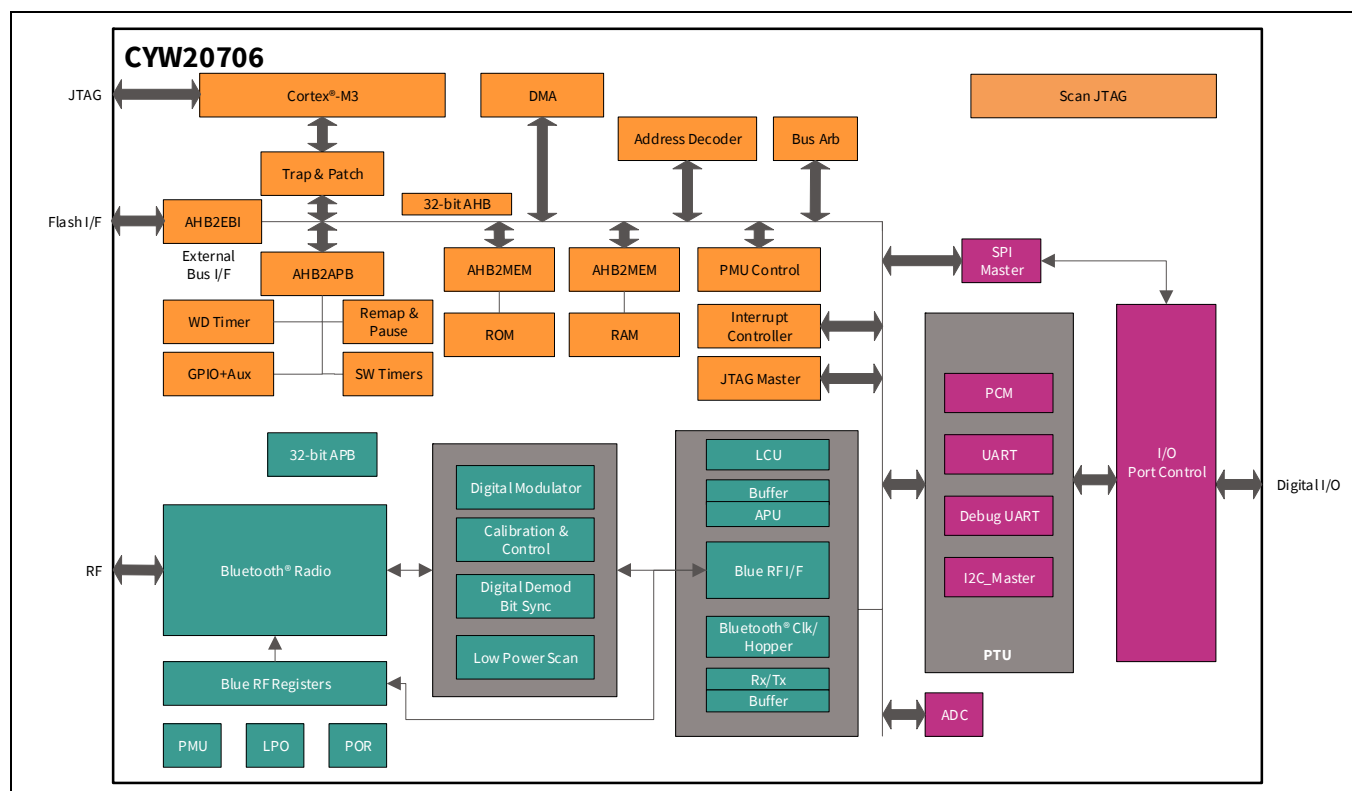 CYW20706
JTAG
Cortex®-M3
DMA
Scan JTAG
Address Decoder
Bus Arb
Trap & Patch
32-bit AHB
Flash I/F
AHB2EBI
External
Bus I/F
AHB2APB
AHB2MEM
AHB2MEM
PMU Control
SPI
Master
WD Timer
Remap &
Pause
ROM
RAM
Interrupt
Controller
GPIO+Aux
SW Timers
JTAG Master
PCM
UART
Debug UART
I2C_Master
PTU
I/O
Port Control
Digital I/O
32-bit APB
LCU
Digital Modulator
Buffer
APU
Calibration &
Control
RF
Bluetooth® Radio
Blue RF I/F
Digital Demod
Bit Sync
Bluetooth® Clk/
Hopper
Low Power Scan
Blue RF Registers
Rx/Tx
Buffer
ADC
PMU
LPO
POR